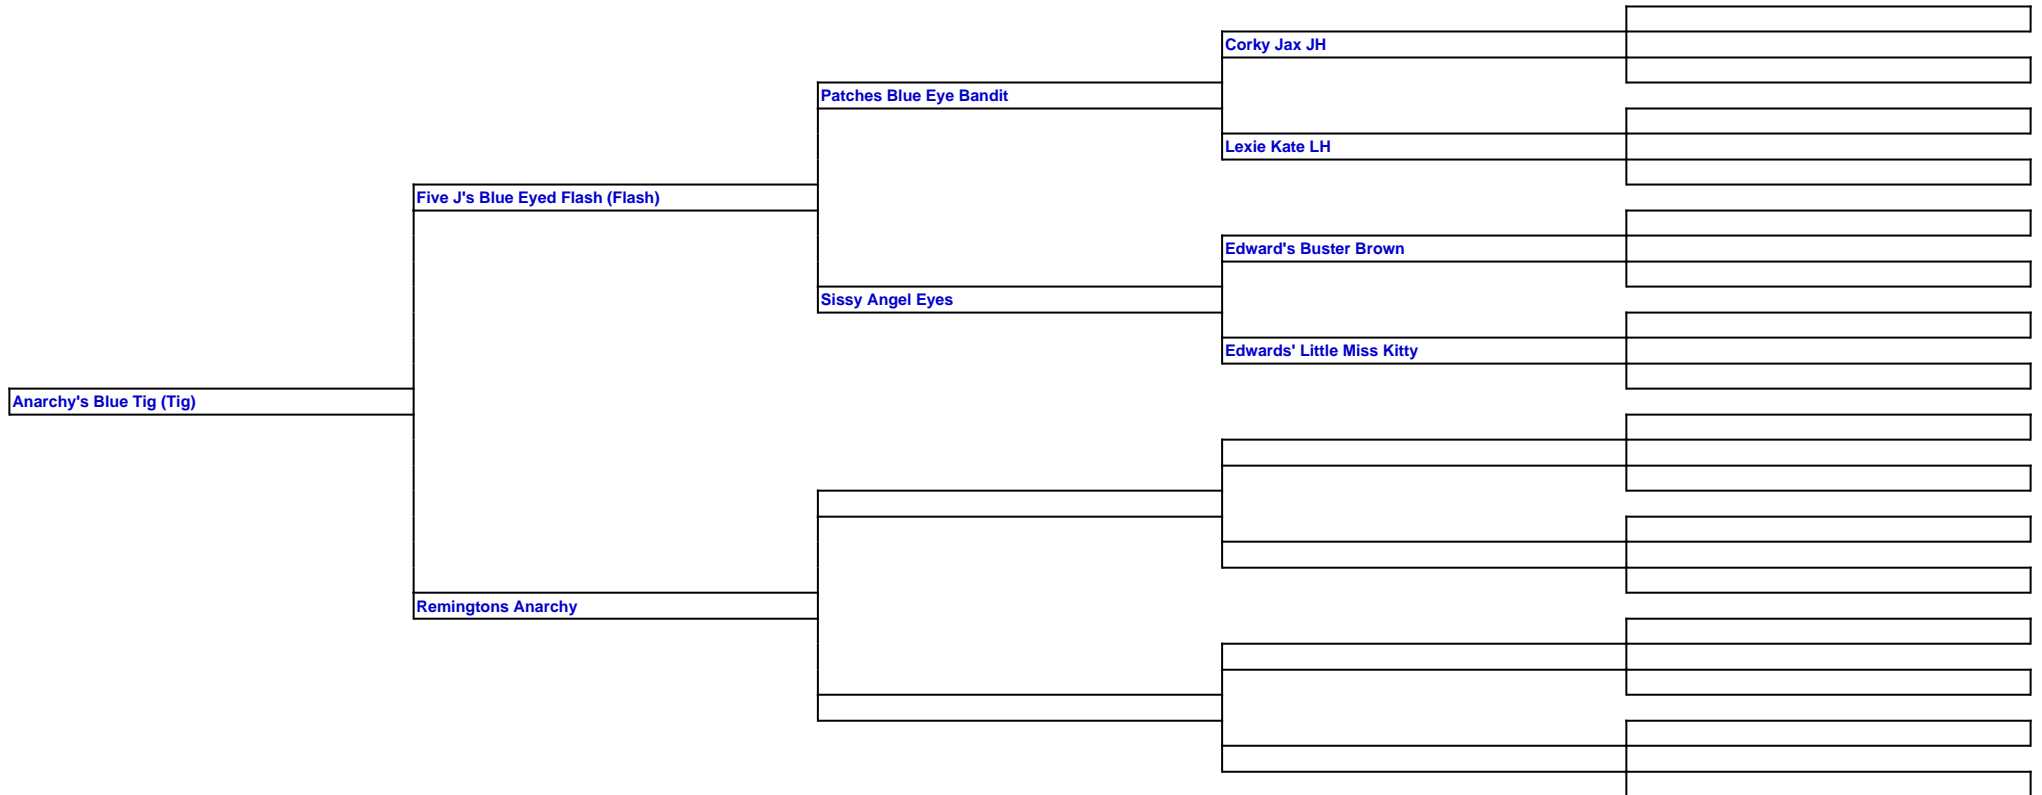 Corky Jax JH
Patches Blue Eye Bandit
Lexie Kate LH
Five J's Blue Eyed Flash (Flash)
Edward's Buster Brown
Sissy Angel Eyes
Edwards' Little Miss Kitty
Anarchy's Blue Tig (Tig)
Remingtons Anarchy